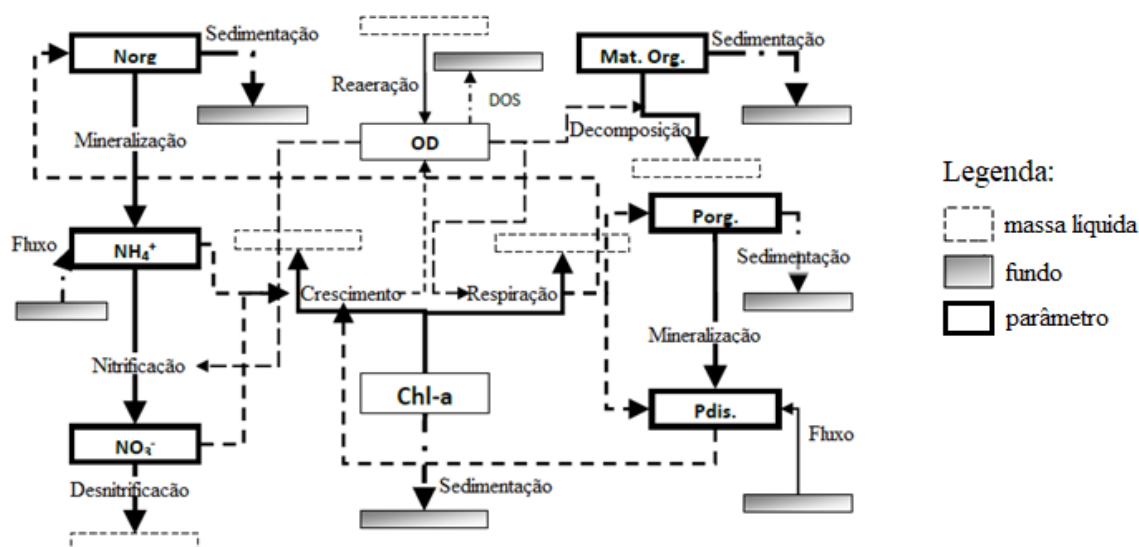 Norg
Sedimentação
Reaeração
DOS
OD
Mat. Org.
Sedimentação
Decomposição
Mineralização
Fluxo
NH₄⁺
Crescimento
Respiração
Porg.
Sedimentação
Mineralização
Nitrificação
Chl-a
Pdis.
Fluxo
NO₃⁻
Desnitrificação
Sedimentação
Legenda:
massa líquida
fundo
parâmetro